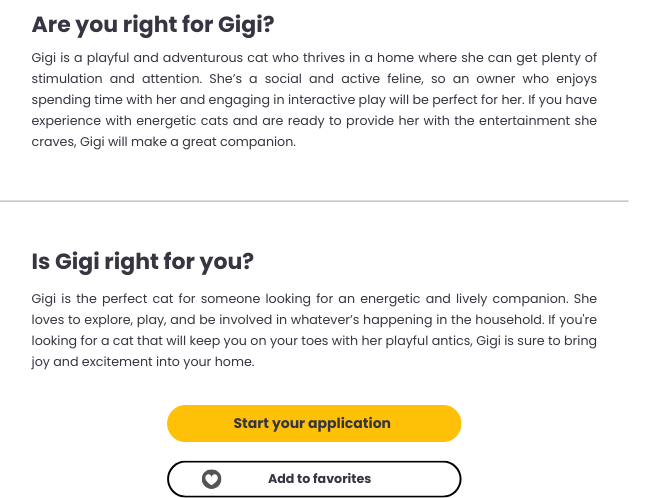 Are you right for Gigi?
Gigi is a playful and adventurous cat who thrives in a home where she can get plenty of
stimulation and attention. She’s a social and active feline, so an owner who enjoys
spending time with her and engaging in interactive play will be perfect for her. If you have
experience with energetic cats and are ready to provide her with the entertainment she
craves, Gigi will make a great companion.
Is Gigi right for you?
Gigi is the perfect cat for someone looking for an energetic and lively companion. She
loves to explore, play, and be involved in whatever’s happening in the household. If you're
looking for a cat that will keep you on your toes with her playful antics, Gigi is sure to bring
joy and excitement into your home.
Start your application
Add to favorites